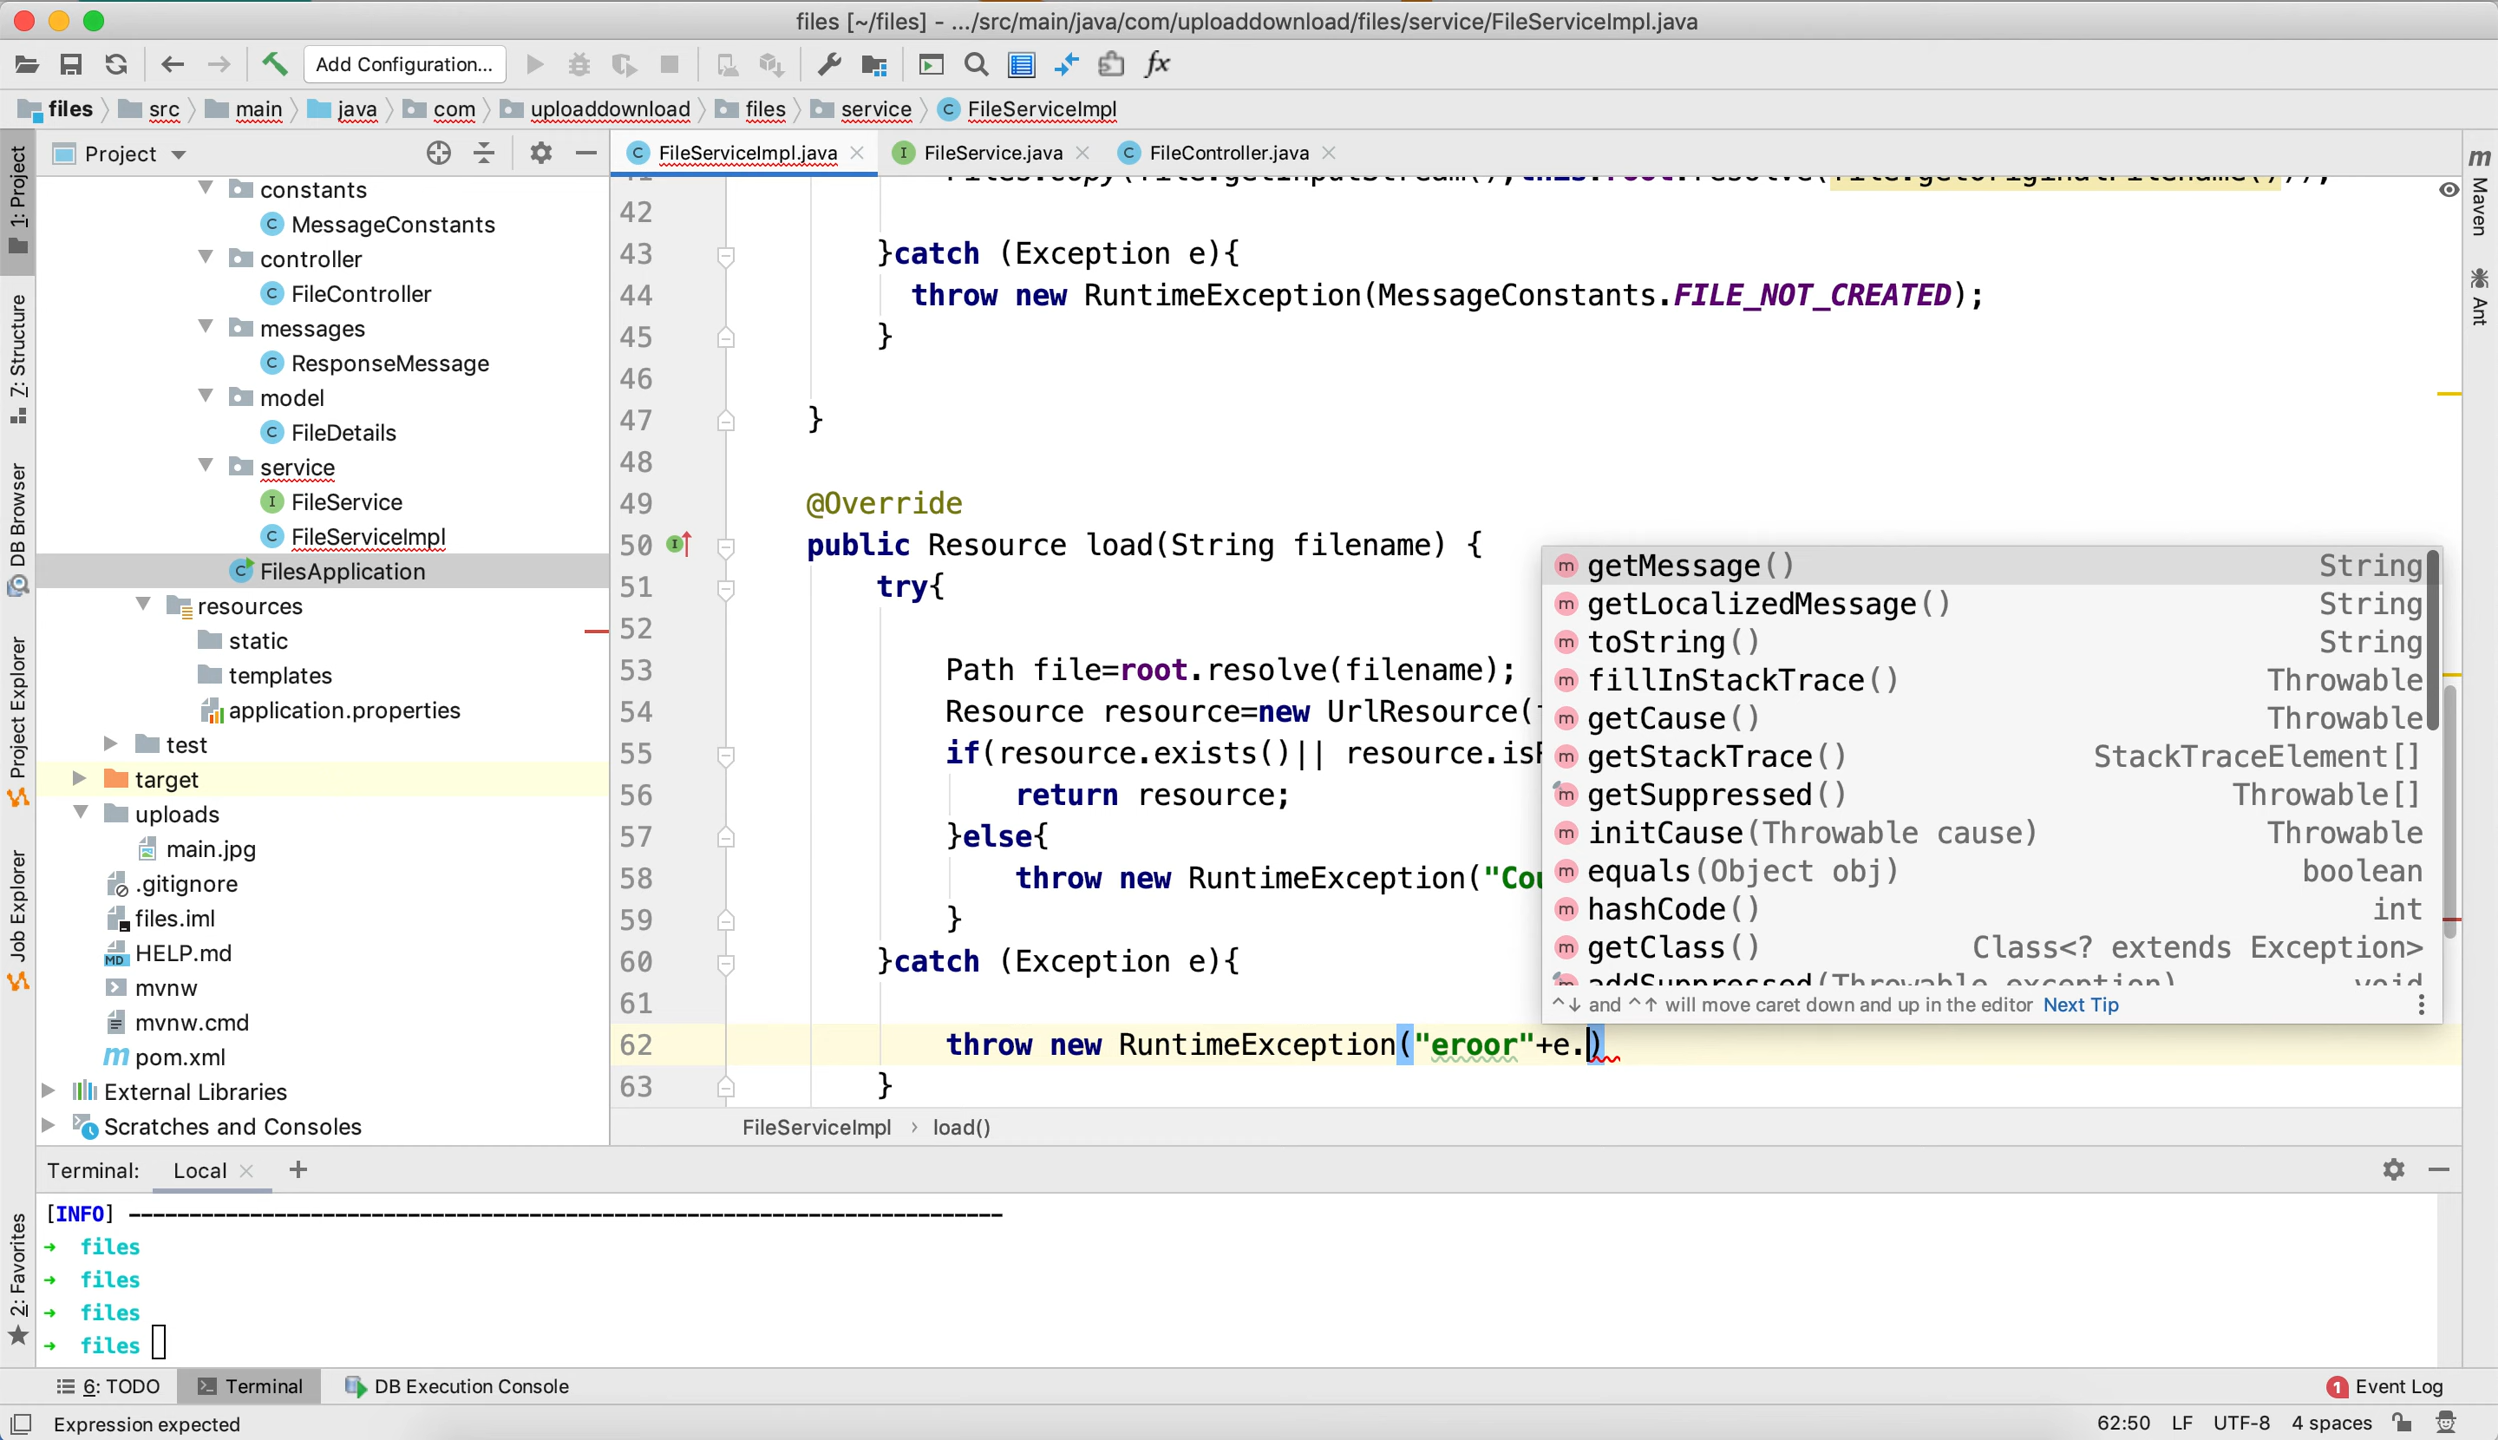 files [~/files] - .../src/main/java/com/uploaddownload/files/service/FileServiceImpl.java
Add Configuration...
files src main java com uploaddownload files service FileServiceImpl
Project
FileServiceImpl.java FileService.java FileController.java
1: Project
Z: Structure
DB Browser
Project Explorer
Job Explorer
2: Favorites
Maven
Ant
constants
MessageConstants
controller
FileController
messages
ResponseMessage
model
FileDetails
service
FileService
FileServiceImpl
FilesApplication
resources
static
templates
application.properties
test
target
uploads
main.jpg
.gitignore
files.iml
HELP.md
mvnw
mvnw.cmd
pom.xml
External Libraries
Scratches and Consoles
42
43 }catch (Exception e){
44 throw new RuntimeException(MessageConstants.FILE_NOT_CREATED);
45 }
46
47 }
48
49 @Override
50 public Resource load(String filename) {
51 try{
52
53 Path file=root.resolve(filename);
54 Resource resource=new UrlResource(
55 if(resource.exists()|| resource.is
56 return resource;
57 }else{
58 throw new RuntimeException("Cou
59 }
60 }catch (Exception e){
61
62 throw new RuntimeException("eroor"+e.)
63 }
getMessage() String
getLocalizedMessage() String
toString() String
fillInStackTrace() Throwable
getCause() Throwable
getStackTrace() StackTraceElement[]
getSuppressed() Throwable[]
initCause(Throwable cause) Throwable
equals(Object obj) boolean
hashCode() int
getClass() Class<? extends Exception>
addSuppressed(Throwable exception) void
^↓ and ^↑ will move caret down and up in the editor Next Tip
FileServiceImpl › load()
Terminal: Local +
[INFO] ------------------------------------------------------------------------
→ files
→ files
→ files
→ files
6: TODO Terminal DB Execution Console 1 Event Log
Expression expected 62:50 LF UTF-8 4 spaces